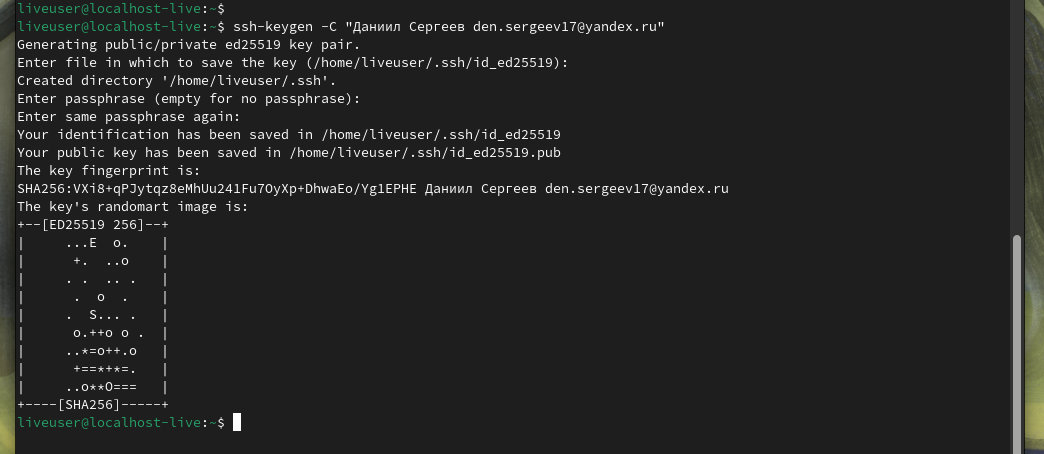 liveuser@localhost-live:~$
liveuser@localhost-live:~$ ssh-keygen -C "Даниил Сергеев den.sergeev17@yandex.ru"
Generating public/private ed25519 key pair.
Enter file in which to save the key (/home/liveuser/.ssh/id_ed25519):
Created directory '/home/liveuser/.ssh'.
Enter passphrase (empty for no passphrase):
Enter same passphrase again:
Your identification has been saved in /home/liveuser/.ssh/id_ed25519
Your public key has been saved in /home/liveuser/.ssh/id_ed25519.pub
The key fingerprint is:
SHA256:VXi8+qPJytqz8eMhUu241Fu7OyXp+DhwaEo/Yg1EPHE Даниил Сергеев den.sergeev17@yandex.ru
The key's randomart image is:
+--[ED25519 256]--+
|     ...E  o.    |
|      +.  ..o    |
|     . .  .. .   |
|      .  o  .    |
|     .  S... .   |
|      o.++o o .  |
|     ..*=o++.o   |
|      +==*+*=.   |
|     ..o**O===   |
+----[SHA256]-----+
liveuser@localhost-live:~$